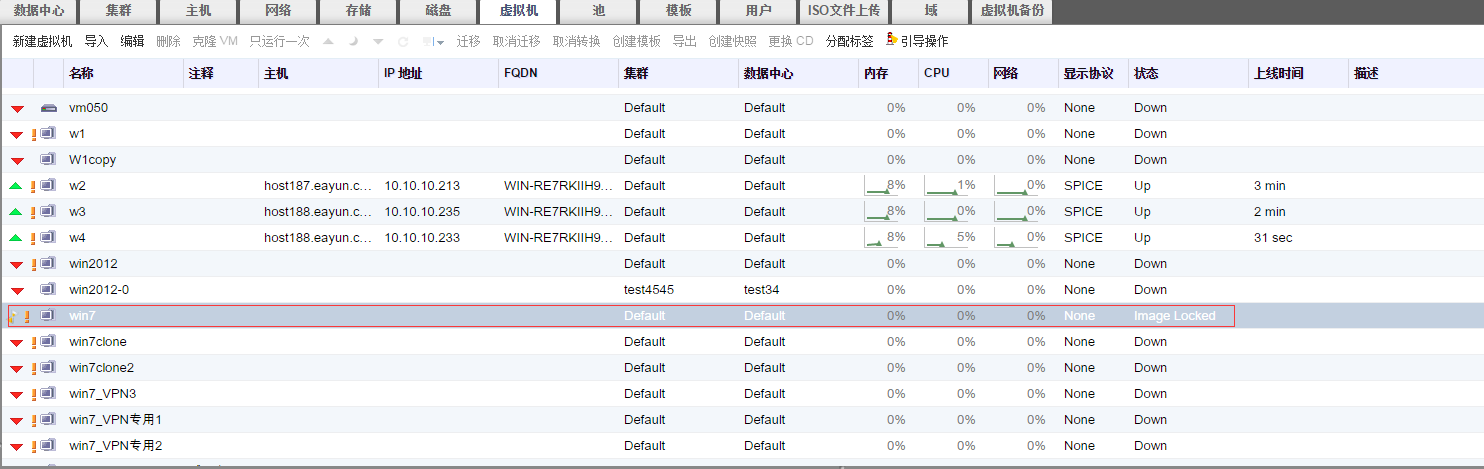 数据中心 集群 主机 网络 存储 磁盘 虚拟机 池 模板 用户 ISO文件上传 域 虚拟机备份
新建虚拟机 导入 编辑 删除 克隆 VM 只运行一次 迁移 取消迁移 取消转换 创建模板 导出 创建快照 更换 CD 分配标签 引导操作
名称 注释 主机 IP 地址 FQDN 集群 数据中心 内存 CPU 网络 显示协议 状态 上线时间 描述
vm050 Default Default 0% 0% 0% None Down
w1 Default Default 0% 0% 0% None Down
W1copy Default Default 0% 0% 0% None Down
w2 host187.eayun.c... 10.10.10.213 WIN-RE7RKIIH9... Default Default 8% 1% 0% SPICE Up 3 min
w3 host188.eayun.c... 10.10.10.235 WIN-RE7RKIIH9... Default Default 8% 0% 0% SPICE Up 2 min
w4 host188.eayun.c... 10.10.10.233 WIN-RE7RKIIH9... Default Default 8% 5% 0% SPICE Up 31 sec
win2012 Default Default 0% 0% 0% None Down
win2012-0 test4545 test34 0% 0% 0% None Down
win7 Default Default 0% 0% 0% None Image Locked
win7clone Default Default 0% 0% 0% None Down
win7clone2 Default Default 0% 0% 0% None Down
win7_VPN3 Default Default 0% 0% 0% None Down
win7_VPN专用1 Default Default 0% 0% 0% None Down
win7_VPN专用2 Default Default 0% 0% 0% None Down